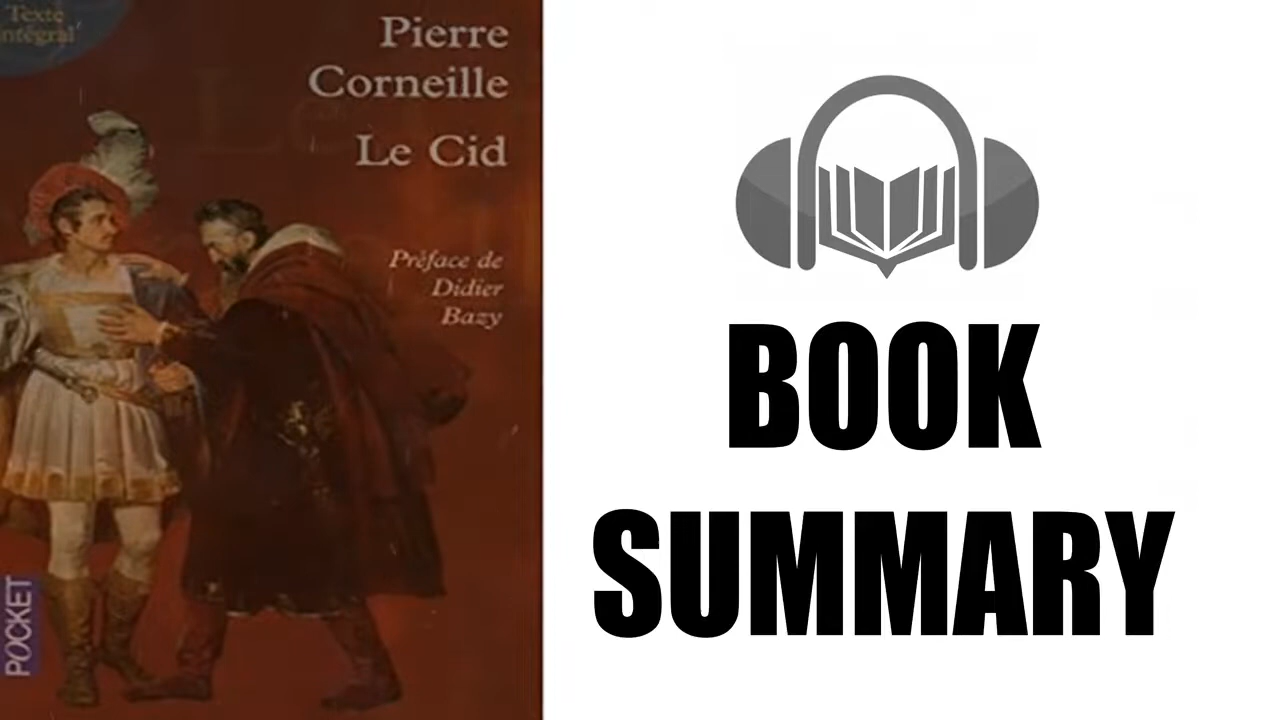 Texte
intégral
Pierre
Corneille
Le Cid
Préface de
Didier
Bazy
POCKET
BOOK
SUMMARY